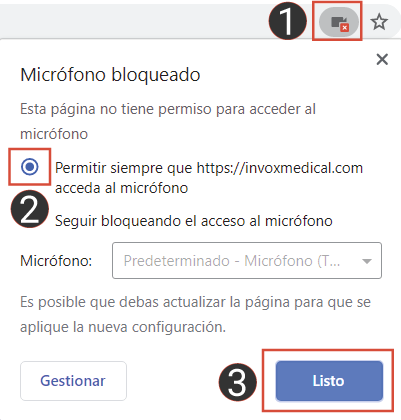 1
Micrófono bloqueado
Esta página no tiene permiso para acceder al
micrófono
Permitir siempre que https://invoxmedical.com
acceda al micrófono
2
Seguir bloqueando el acceso al micrófono
Micrófono: Predeterminado - Micrófono (T...
Es posible que debas actualizar la página para que se
aplique la nueva configuración.
Gestionar 3 Listo